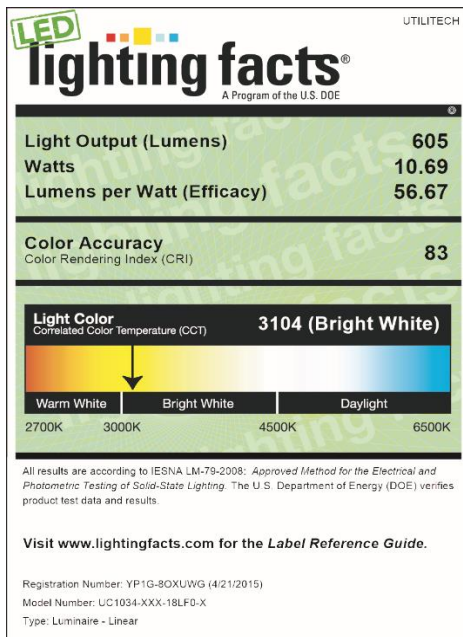 UTILITECH
LED
lighting facts®
A Program of the U.S. DOE
Light Output (Lumens) 605
Watts 10.69
Lumens per Watt (Efficacy) 56.67
Color Accuracy
Color Rendering Index (CRI) 83
Light Color
Correlated Color Temperature (CCT) 3104 (Bright White)
Warm White Bright White Daylight
2700K 3000K 4500K 6500K
All results are according to IESNA LM-79-2008: Approved Method for the Electrical and
Photometric Testing of Solid-State Lighting. The U.S. Department of Energy (DOE) verifies
product test data and results.
Visit www.lightingfacts.com for the Label Reference Guide.
Registration Number: YP1G-8OXUWG (4/21/2015)
Model Number: UC1034-XXX-18LF0-X
Type: Luminaire - Linear